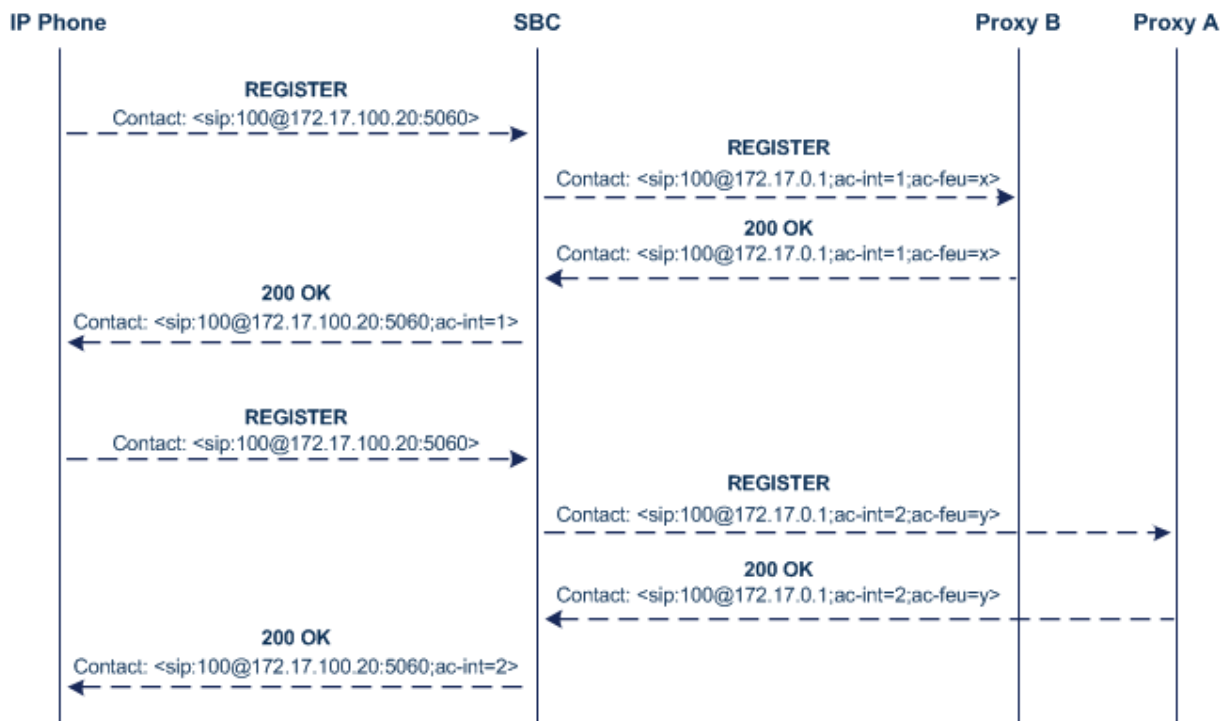 IP Phone SBC Proxy B Proxy A
REGISTER
Contact: <sip:100@172.17.100.20:5060>
REGISTER
Contact: <sip:100@172.17.0.1;ac-int=1;ac-feu=x>
200 OK
Contact: <sip:100@172.17.0.1;ac-int=1;ac-feu=x>
200 OK
Contact: <sip:100@172.17.100.20:5060;ac-int=1>
REGISTER
Contact: <sip:100@172.17.100.20:5060>
REGISTER
Contact: <sip:100@172.17.0.1;ac-int=2;ac-feu=y>
200 OK
Contact: <sip:100@172.17.0.1;ac-int=2;ac-feu=y>
200 OK
Contact: <sip:100@172.17.100.20:5060;ac-int=2>